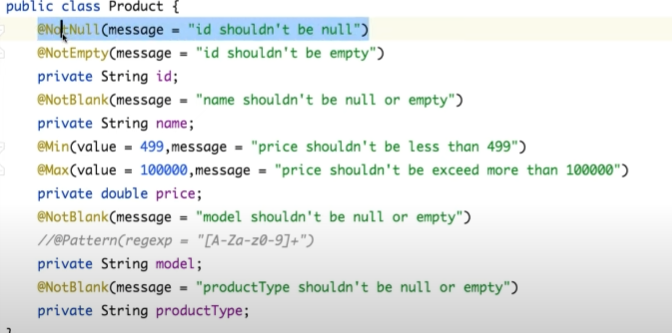 public class Product {
@NotNull(message = "id shouldn't be null")
@NotEmpty(message = "id shouldn't be empty")
private String id;
@NotBlank(message = "name shouldn't be null or empty")
private String name;
@Min(value = 499,message = "price shouldn't be less than 499")
@Max(value = 100000,message = "price shouldn't be exceed more than 100000")
private double price;
@NotBlank(message = "model shouldn't be null or empty")
//@Pattern(regexp = "[A-Za-z0-9]+")
private String model;
@NotBlank(message = "productType shouldn't be null or empty")
private String productType;
}